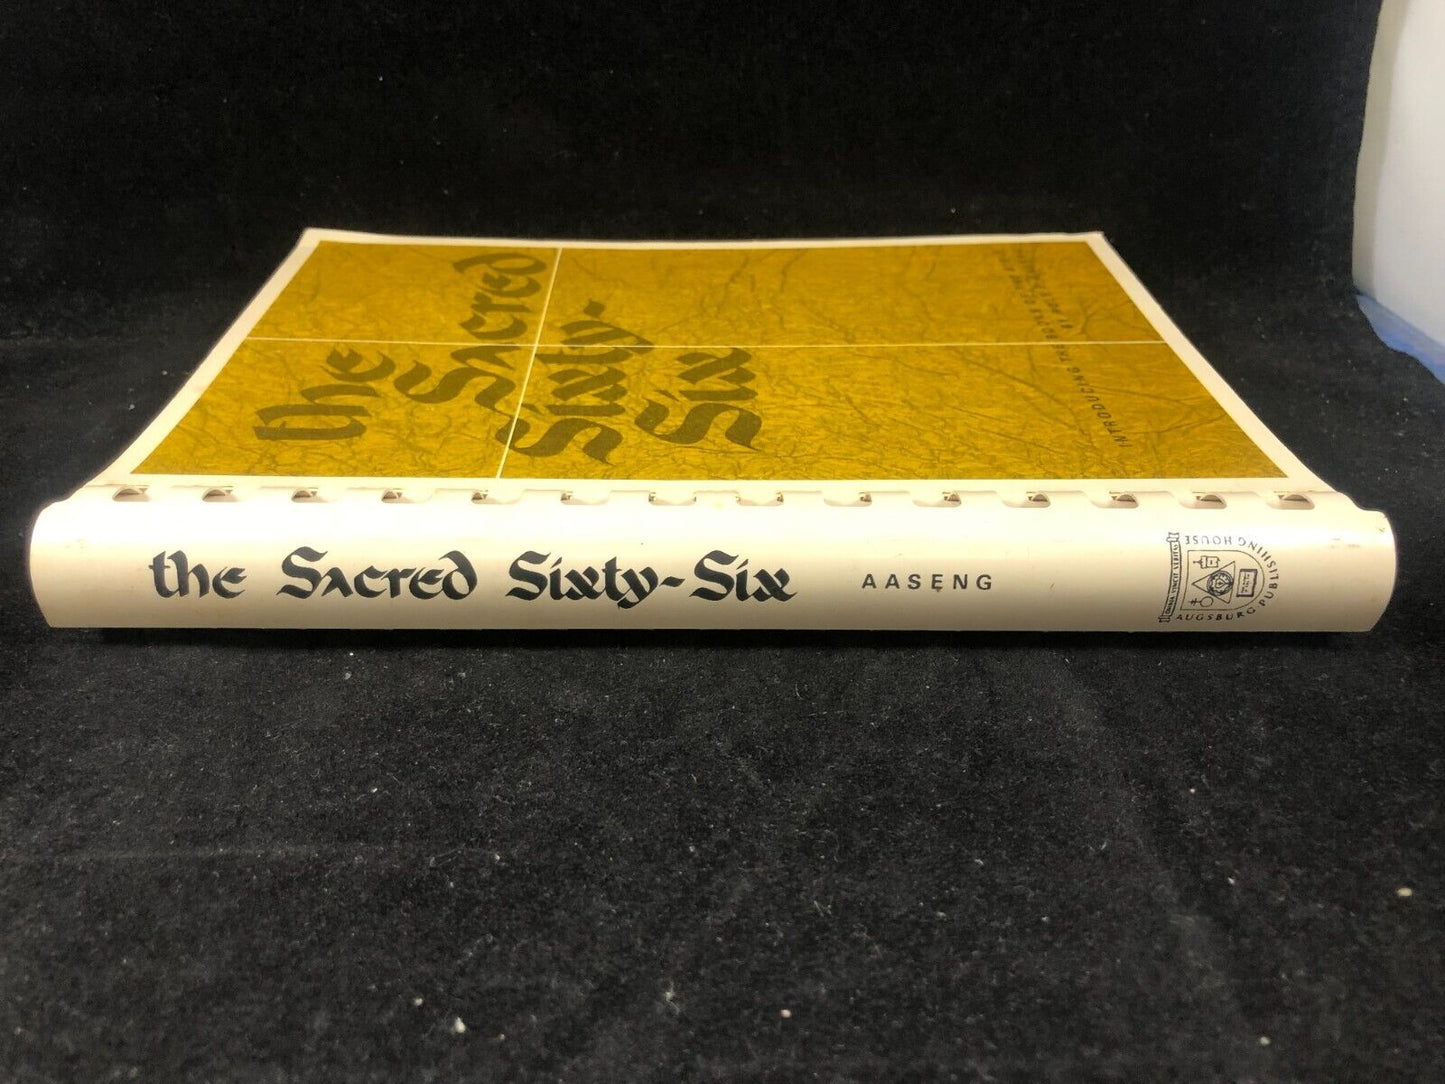 the
Sacred
Sixty-
Six
INTRODUCING THE BOOKS OF THE BIBLE
the Sacred Sixty-Six AASENG
AUGSBURG PUBLISHING HOUSE